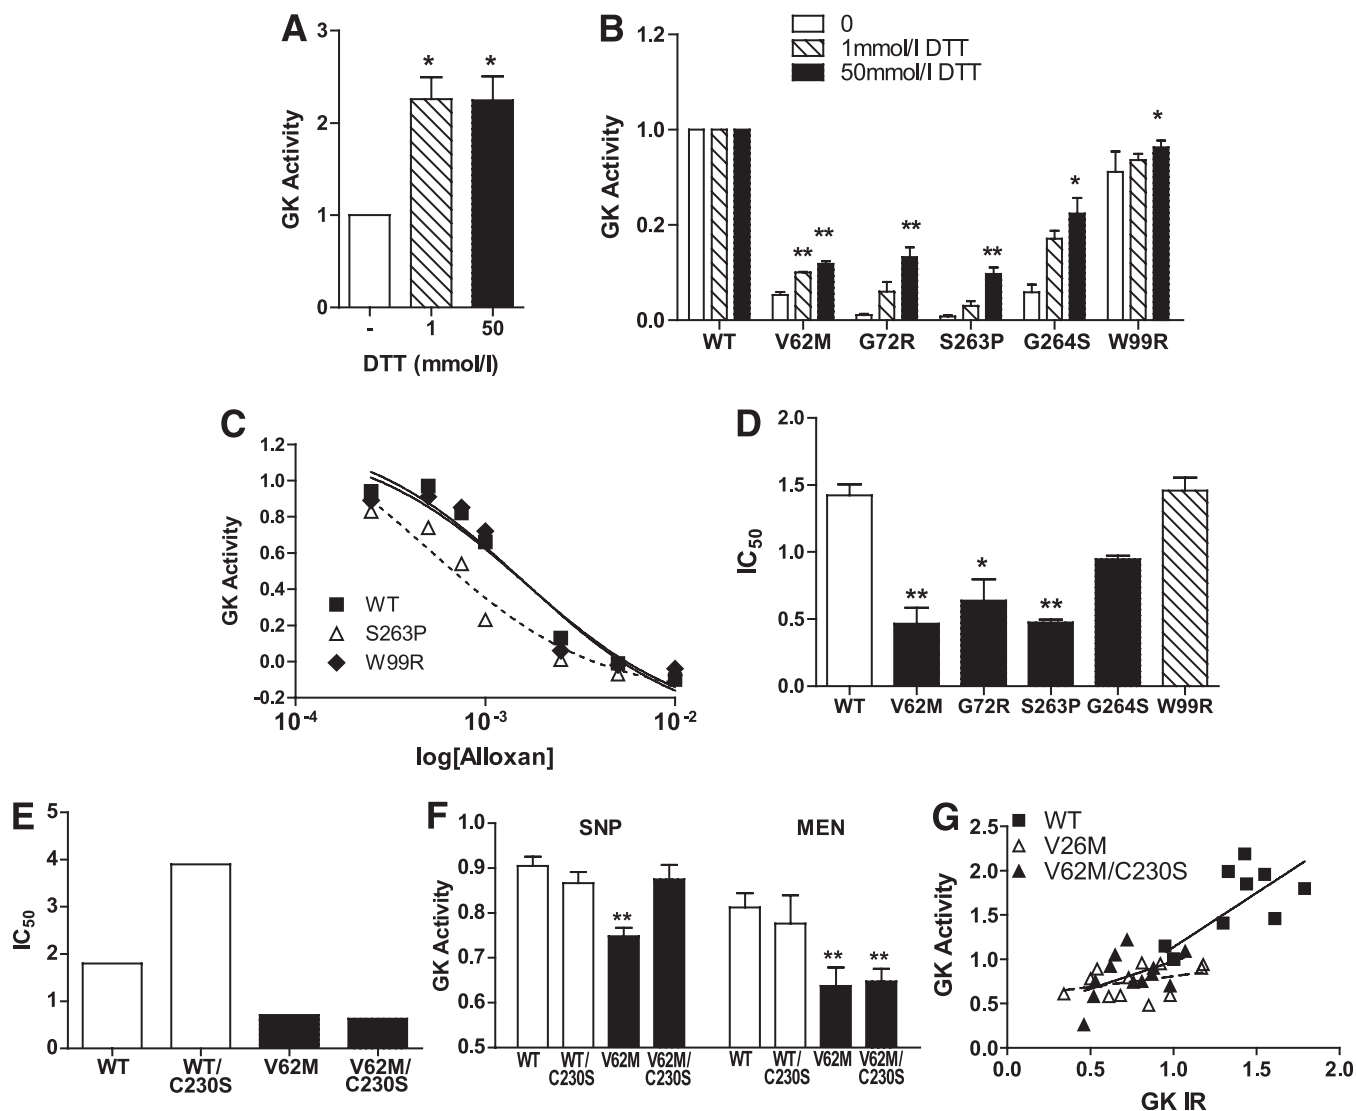 A
3
2
1
0
GK Activity
*
*
-
1
50
DTT (mmol/l)
B
0
1mmol/l DTT
50mmol/l DTT
1.2
1.0
0.2
0.0
GK Activity
**
**
**
**
*
*
WT
V62M
G72R
S263P
G264S
W99R
C
1.2
1.0
0.8
0.6
0.4
0.2
0.0
-0.2
GK Activity
WT
S263P
W99R
10-4
10-3
10-2
log[Alloxan]
D
2.0
1.5
1.0
0.5
0.0
IC50
**
*
**
WT
V62M
G72R
S263P
G264S
W99R
E
5
4
3
2
1
0
IC50
WT
WT/
C230S
V62M
V62M/
C230S
F
SNP
MEN
1.0
0.9
0.8
0.7
0.6
0.5
GK Activity
**
**
**
WT
WT/
C230S
V62M
V62M/
C230S
WT
WT/
C230S
V62M
V62M/
C230S
G
WT
V26M
V62M/C230S
2.5
2.0
1.5
1.0
0.5
0.0
GK Activity
0.0
0.5
1.0
1.5
2.0
GK IR